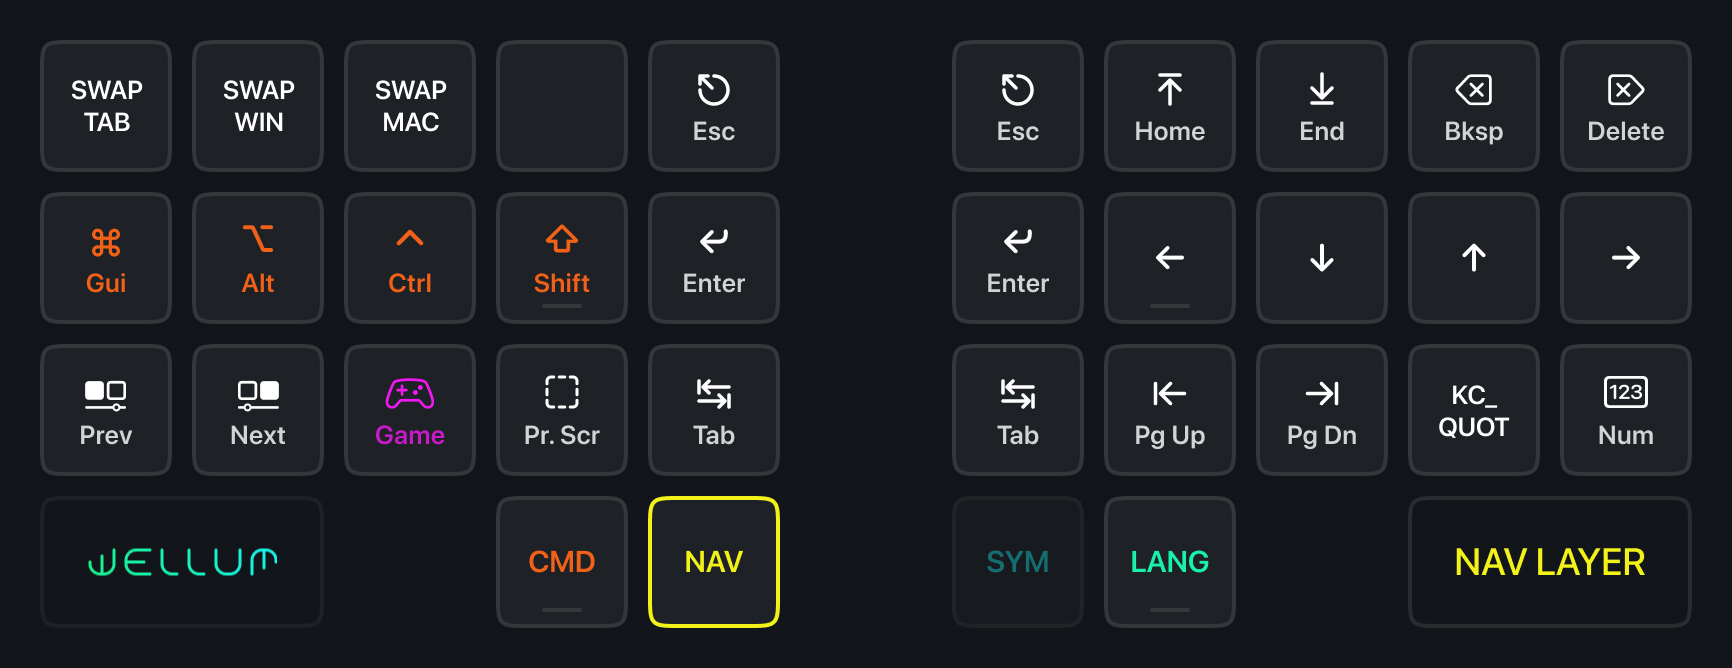 SWAP
TAB
SWAP
WIN
SWAP
MAC
Esc
Esc
Home
End
Bksp
Delete
Gui
Alt
Ctrl
Shift
Enter
Enter
Prev
Next
Game
Pr. Scr
Tab
Tab
Pg Up
Pg Dn
KC_
QUOT
123
Num
WELLUM
CMD
NAV
SYM
LANG
NAV LAYER